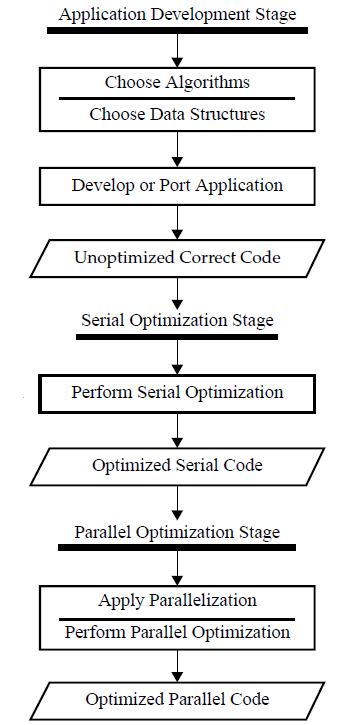 Application Development Stage
Choose Algorithms
Choose Data Structures
Develop or Port Application
Unoptimized Correct Code
Serial Optimization Stage
Perform Serial Optimization
Optimized Serial Code
Parallel Optimization Stage
Apply Parallelization
Perform Parallel Optimization
Optimized Parallel Code